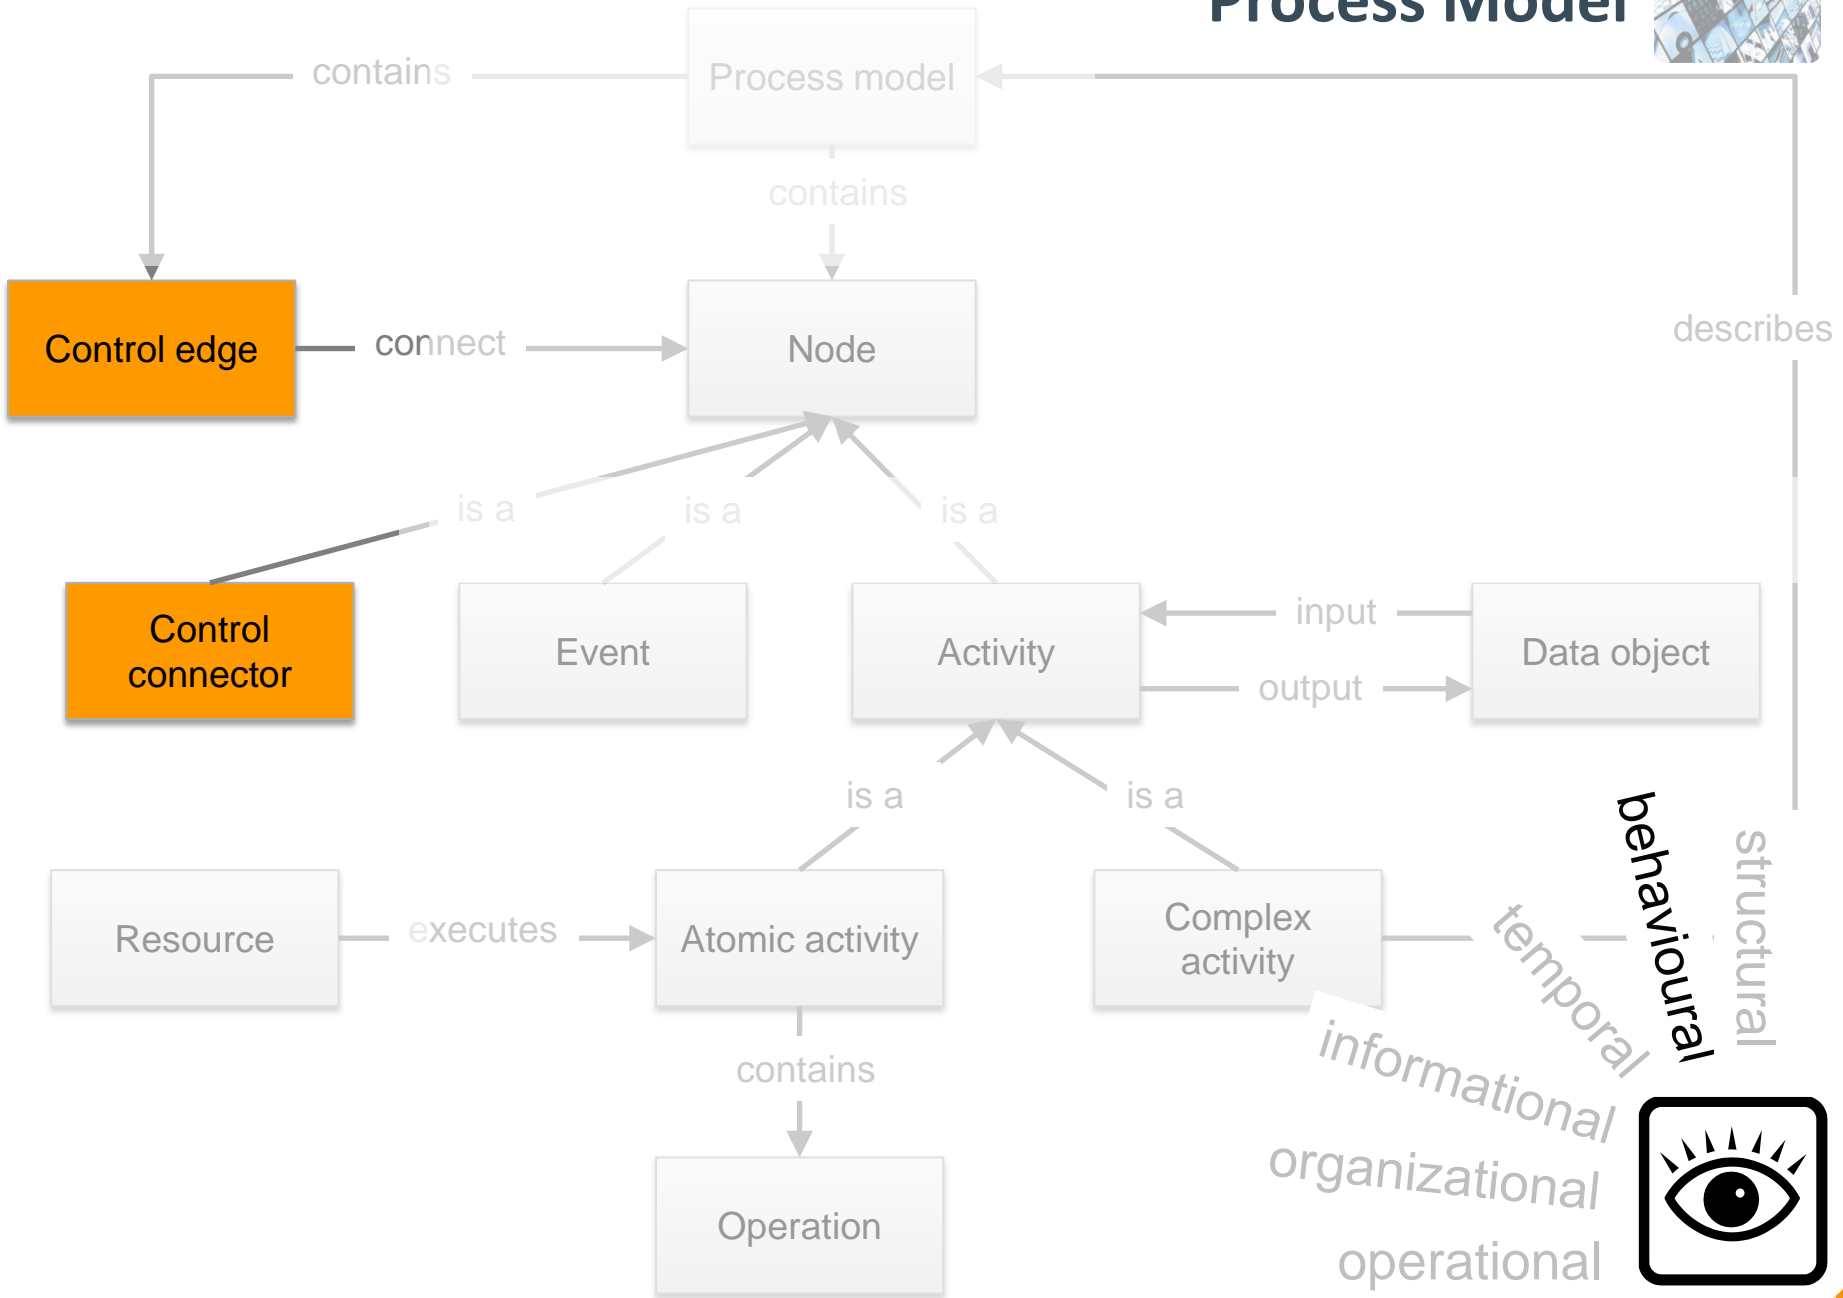 Process Model
contains
Process model
contains
Control edge
connect
Node
describes
is a
is a
is a
Control
connector
Event
Activity
input
output
Data object
is a
is a
behavioural
structural
Resource
executes
Atomic activity
Complex
activity
temporal
informational
contains
organizational
Operation
operational